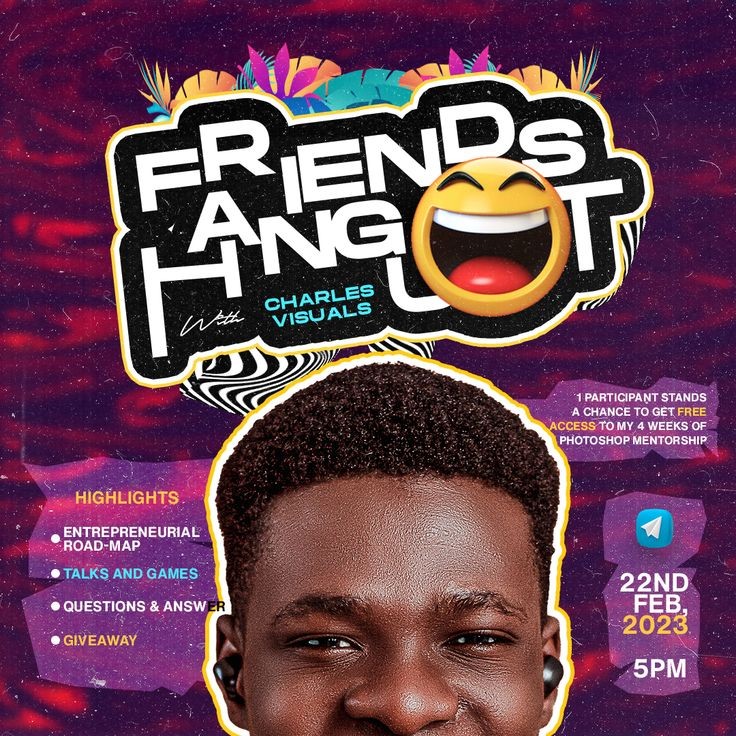 FRIENDS
HANGOUT
With CHARLES
VISUALS
1 PARTICIPANT STANDS
A CHANCE TO GET FREE
ACCESS TO MY 4 WEEKS OF
PHOTOSHOP MENTORSHIP
HIGHLIGHTS
ENTREPRENEURIAL
ROAD-MAP
TALKS AND GAMES
QUESTIONS & ANSWER
GIVEAWAY
22ND
FEB,
2023
5PM